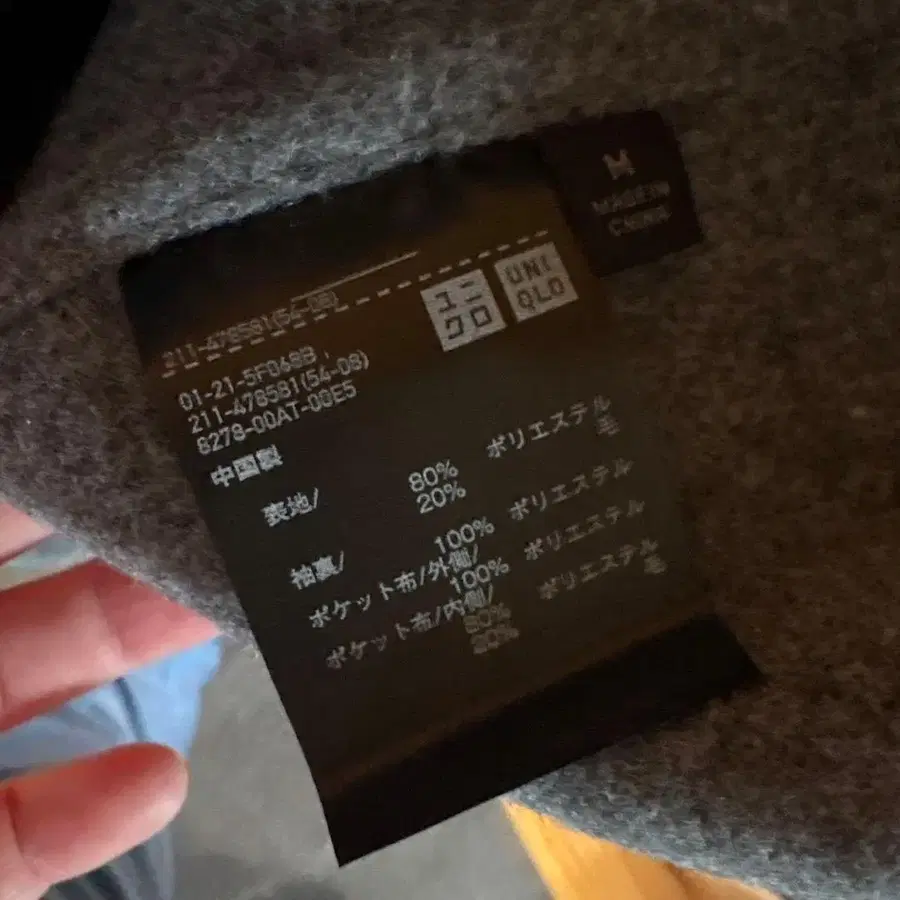 M
MADE IN
CHINA
ユニ
クロ
UNI
QLO
211-478581(54-08)
01-21-5F068B
211-478581(54-08)
8278-00AT-00E5
中国製
表地/ 80% ポリエステル
20% 毛
袖裏/ 100% ポリエステル
ポケット布/外側/
100% ポリエステル
ポケット布/内側/
80% ポリエステル
20% 毛